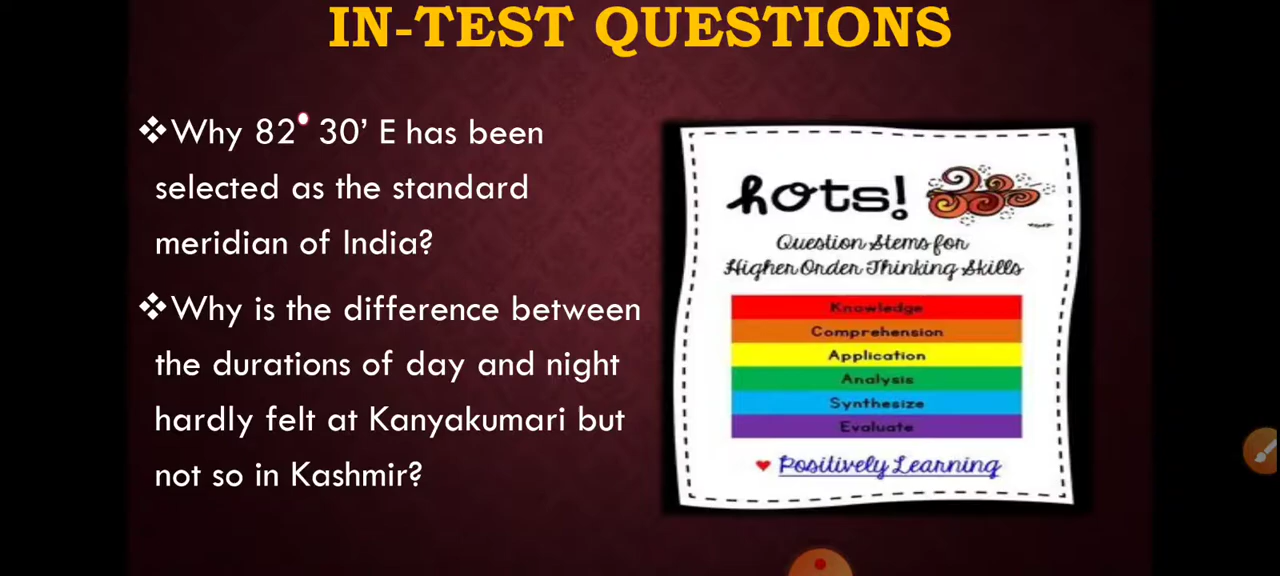 IN-TEST QUESTIONS
❖Why 82° 30’ E has been
selected as the standard
meridian of India?
❖Why is the difference between
the durations of day and night
hardly felt at Kanyakumari but
not so in Kashmir?
hots!
Question Stems for
Higher Order Thinking Skills
Knowledge
Comprehension
Application
Analysis
Synthesize
Evaluate
♥ Positively Learning